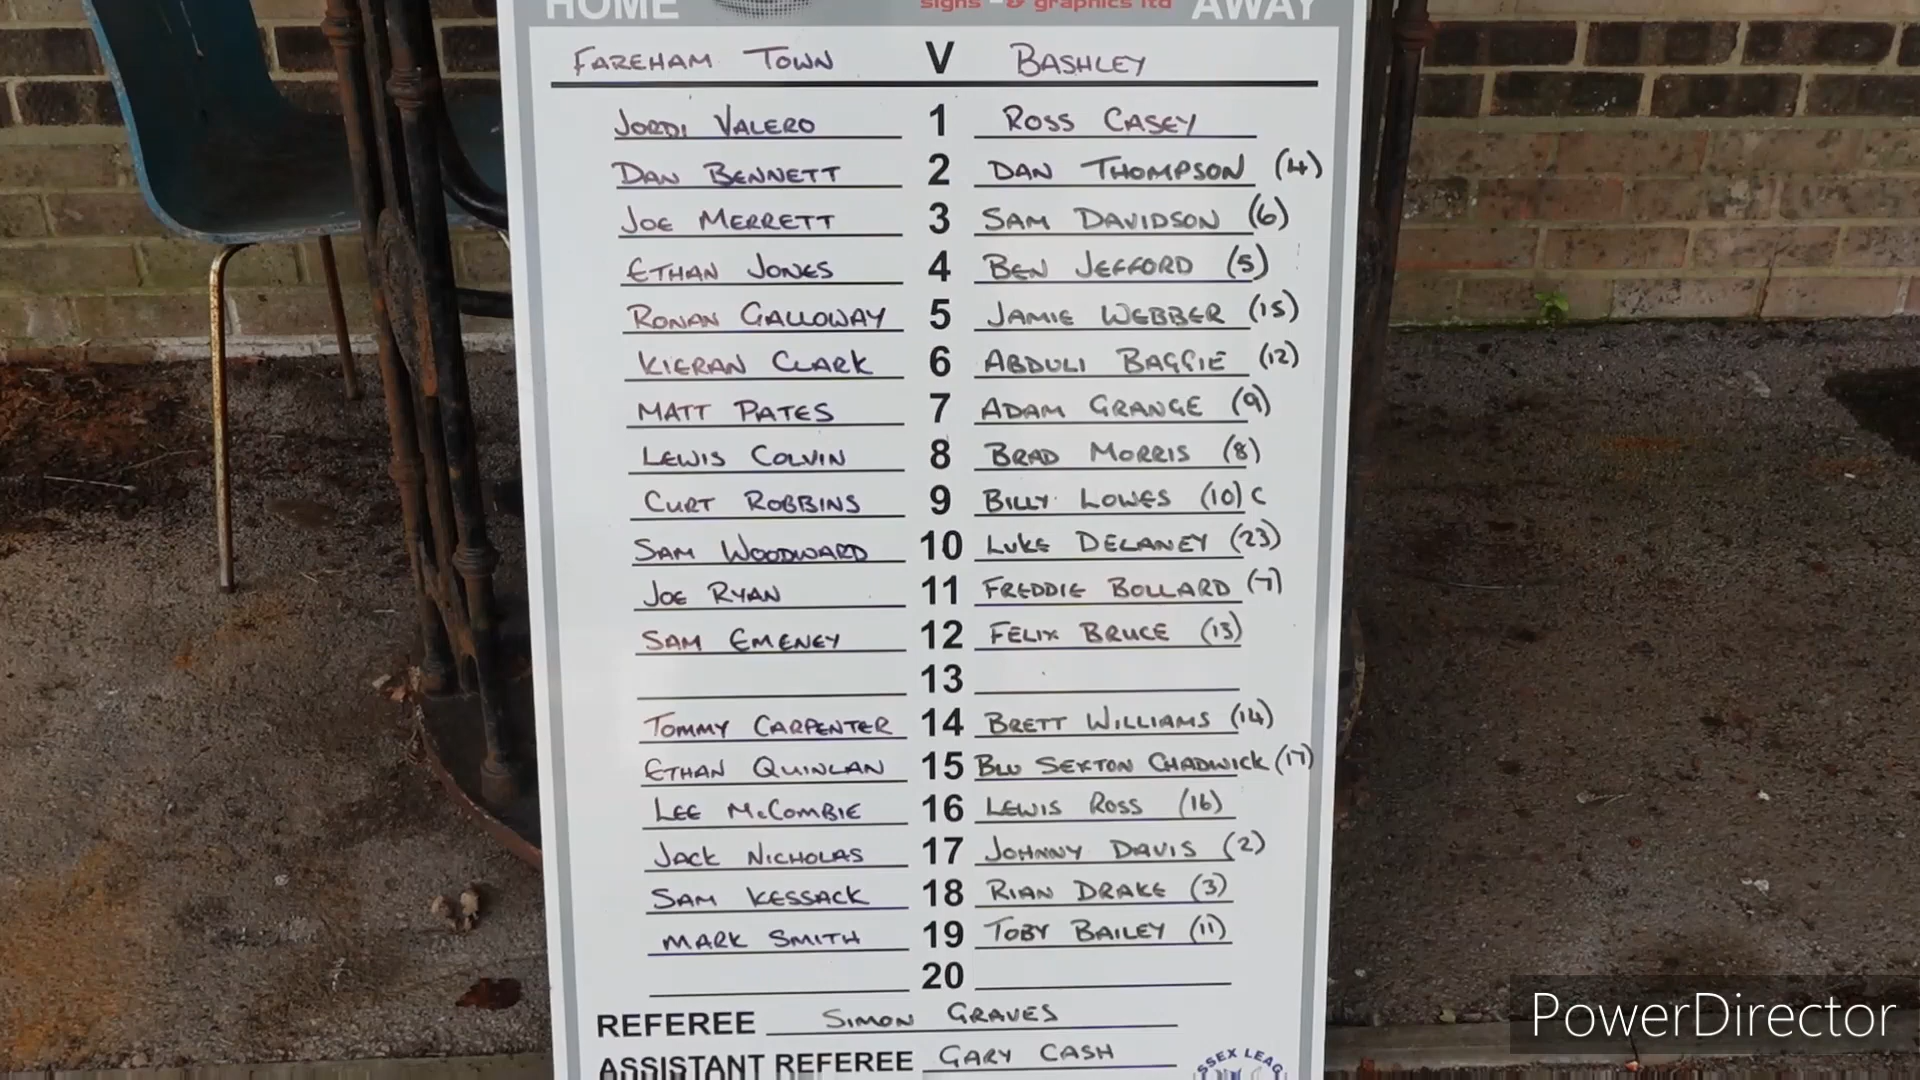 HOME signs & graphics ltd AWAY
FAREHAM TOWN V BASHLEY
JORDI VALERO 1 ROSS CASEY
DAN BENNETT 2 DAN THOMPSON (4)
JOE MERRETT 3 SAM DAVIDSON (6)
ETHAN JONES 4 BEN JEFFORD (5)
RONAN GALLOWAY 5 JAMIE WEBBER (15)
KIERAN CLARK 6 ABDULI BAGGIE (12)
MATT PATES 7 ADAM GRANGE (9)
LEWIS COLVIN 8 BRAD MORRIS (8)
CURT ROBBINS 9 BILLY LOWES (10) C
SAM WOODWARD 10 LUKE DELANEY (23)
JOE RYAN 11 FREDDIE BOLLARD (7)
SAM EMENEY 12 FELIX BRUCE (13)
13
TOMMY CARPENTER 14 BRETT WILLIAMS (14)
ETHAN QUINLAN 15 BLU SEXTON CHADWICK (17)
LEE McCOMBIE 16 LEWIS ROSS (16)
JACK NICHOLAS 17 JOHNNY DAVIS (2)
SAM KESSACK 18 RIAN DRAKE (3)
MARK SMITH 19 TOBY BAILEY (11)
20
REFEREE SIMON GRAVES
ASSISTANT REFEREE GARY CASH
SSEX LEAG
PowerDirector